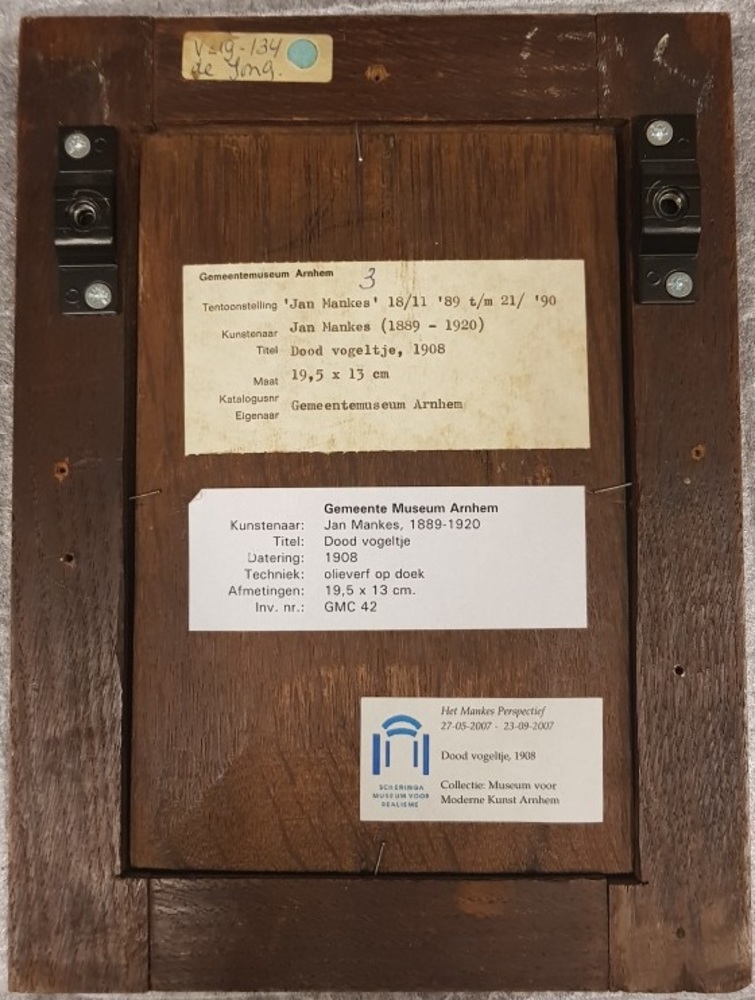 V-19-134
de Jong.
Gemeentemuseum Arnhem 3
Tentoonstelling 'Jan Mankes' 18/11 '89 t/m 21/ '90
Kunstenaar Jan Mankes (1889 - 1920)
Titel Dood vogeltje, 1908
Maat 19,5 x 13 cm
Katalogusnr
Eigenaar Gemeentemuseum Arnhem
Gemeente Museum Arnhem
Kunstenaar: Jan Mankes, 1889-1920
Titel: Dood vogeltje
Datering: 1908
Techniek: olieverf op doek
Afmetingen: 19,5 x 13 cm.
Inv. nr.: GMC 42
Het Mankes Perspectief
27-05-2007 - 23-09-2007
Dood vogeltje, 1908
Collectie: Museum voor
Moderne Kunst Arnhem
SCHERINGA
MUSEUM VOOR
REALISME